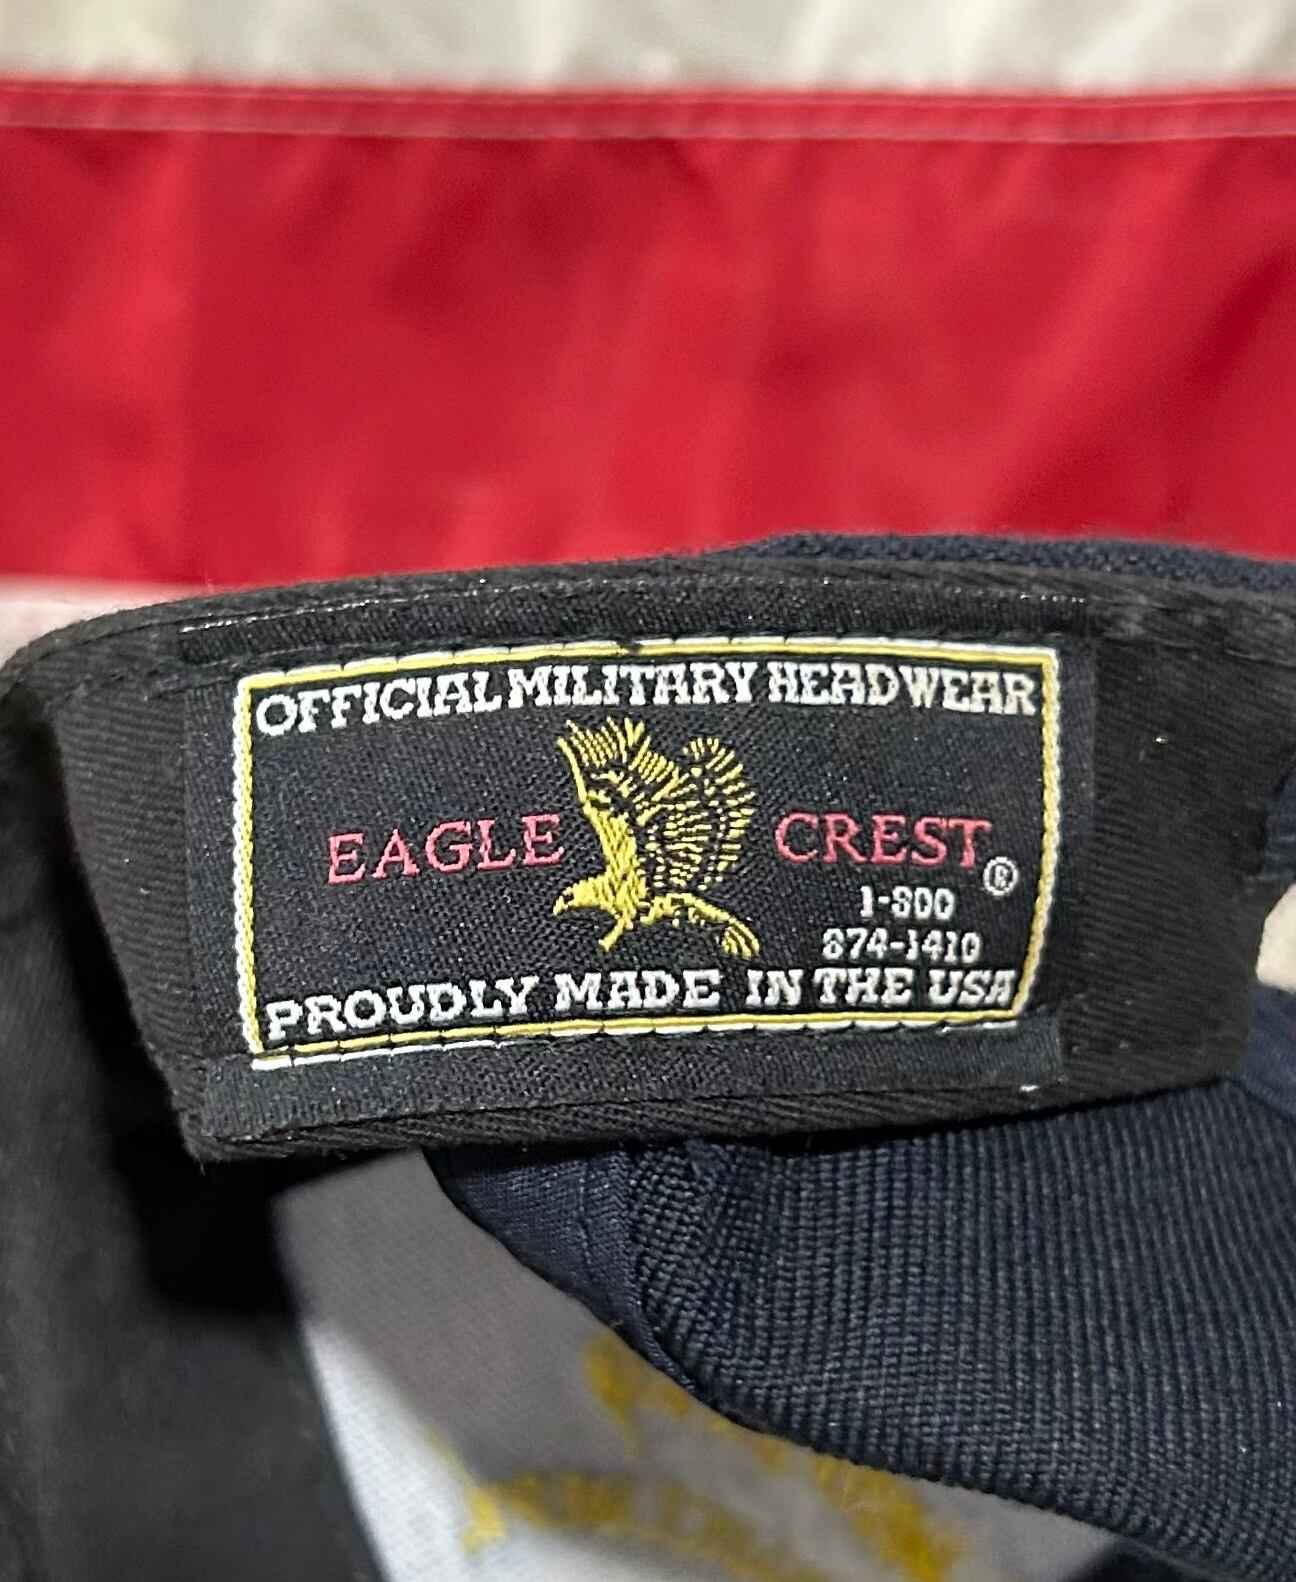 OFFICIAL MILITARY HEADWEAR
EAGLE CREST®
1-800
874-1410
PROUDLY MADE IN THE USA